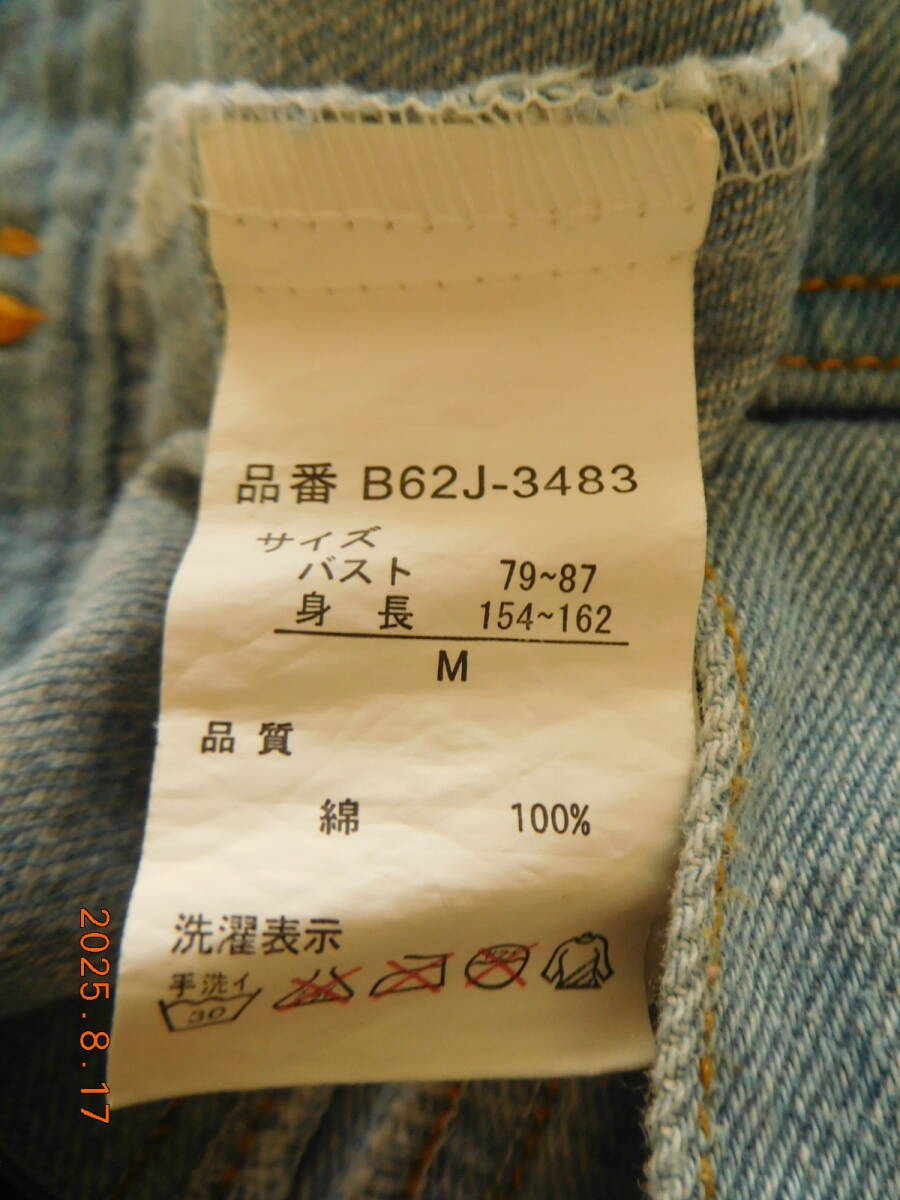 品番 B62J-3483
サイズ
バスト 79~87
身 長 154~162
M
品質
綿 100%
洗濯表示
手洗イ
30
2025.8.17